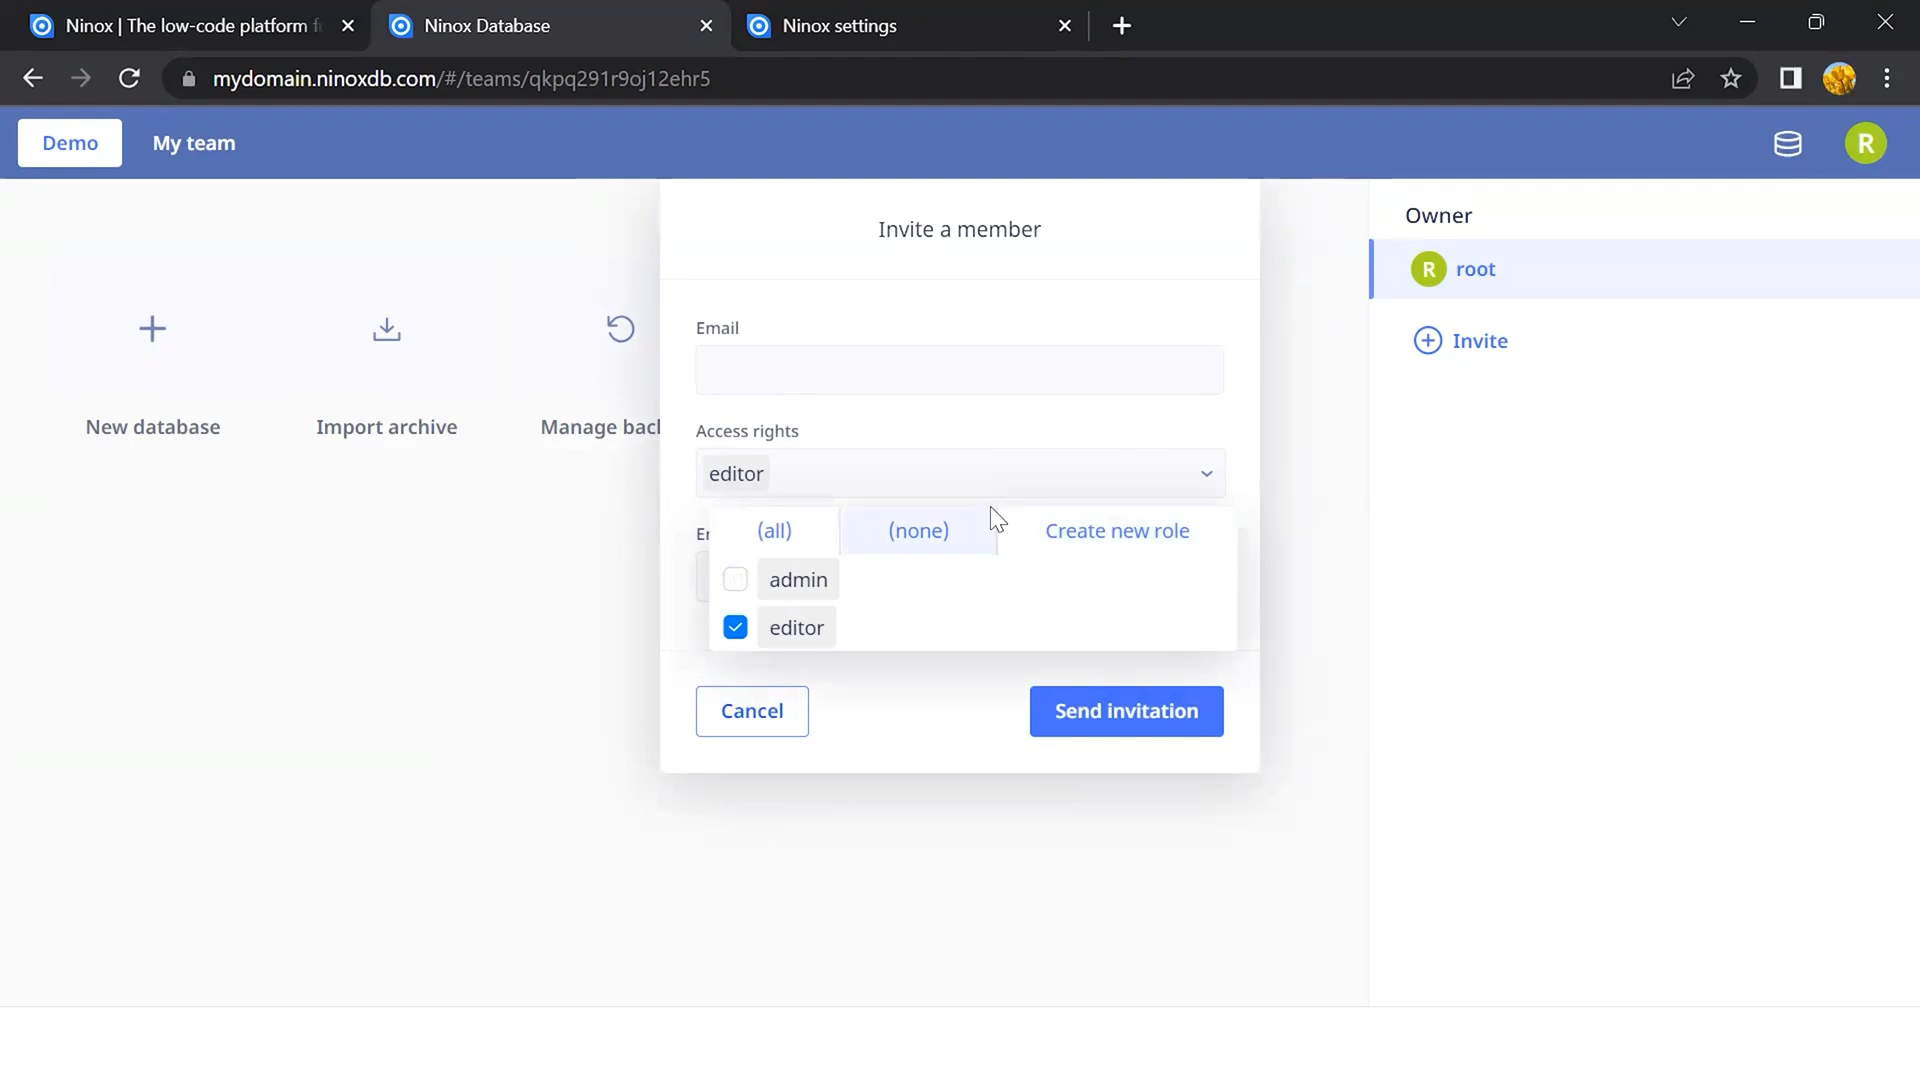 Ninox | The low-code platform f
Ninox Database
Ninox settings
mydomain.ninoxdb.com/#/teams/qkpq291r9oj12ehr5
Demo
My team
R
Invite a member
Owner
R root
Invite
Email
New database
Import archive
Manage bac
Access rights
editor
(all)
(none)
Create new role
admin
editor
Cancel
Send invitation